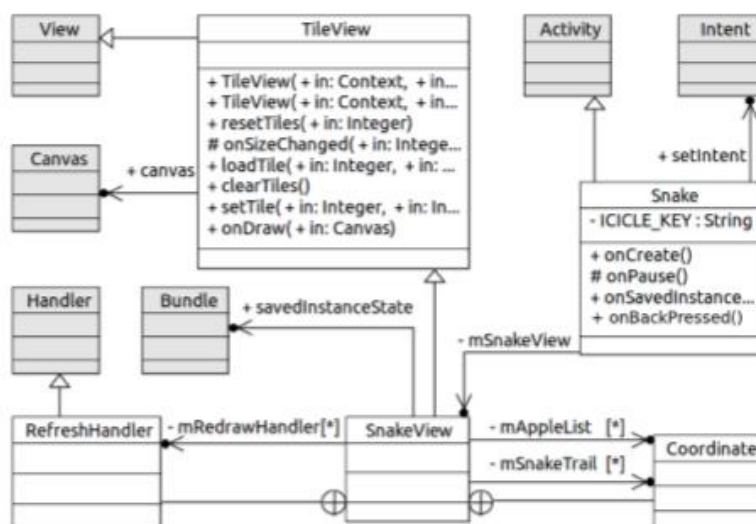 View
TileView
Activity
Intent
+ TileView( + in: Context,  + in...
+ TileView( + in: Context,  + in...
+ resetTiles( + in: Integer)
# onSizeChanged( + in: Intege...
+ loadTile( + in: Integer,  + in: ...
+ clearTiles()
+ setTile( + in: Integer,  + in: In...
+ onDraw( + in: Canvas)
Canvas
+ canvas
+ setIntent
Snake
- ICICLE_KEY : String
+ onCreate()
# onPause()
+ onSavedInstance...
+ onBackPressed()
Handler
Bundle
+ savedInstanceState
- mSnakeView
RefreshHandler
- mRedrawHandler[*]
SnakeView
- mAppleList   [*]
Coordinate
- mSnakeTrail  [*]